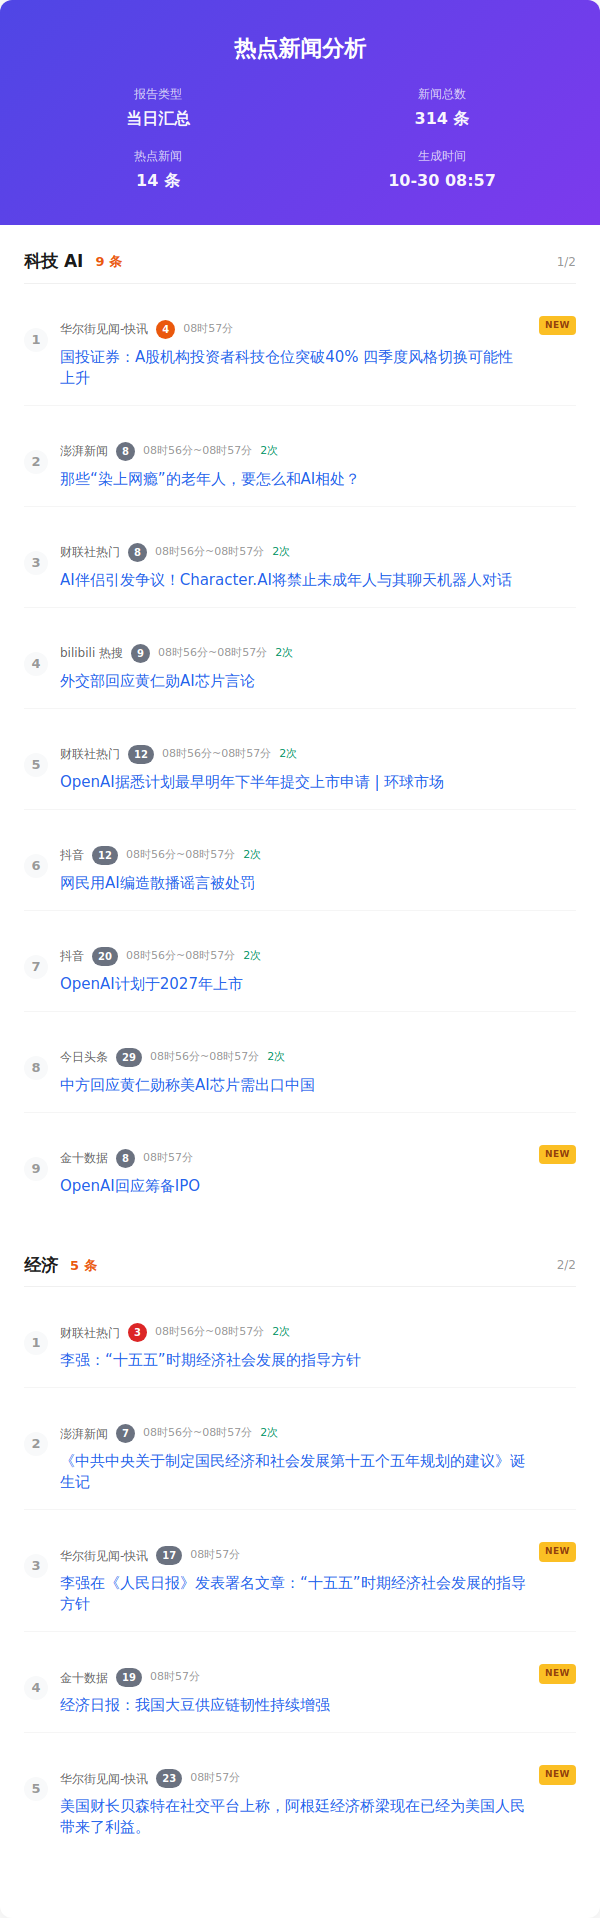 热点新闻分析
报告类型
新闻总数
当日汇总
314 条
热点新闻
生成时间
14 条
10-30 08:57
科技 AI 9 条 1/2
1 华尔街见闻-快讯 4 08时57分 NEW
国投证券：A股机构投资者科技仓位突破40% 四季度风格切换可能性
上升
2 澎湃新闻 8 08时56分~08时57分 2次
那些“染上网瘾”的老年人，要怎么和AI相处？
3 财联社热门 8 08时56分~08时57分 2次
AI伴侣引发争议！Character.AI将禁止未成年人与其聊天机器人对话
4 bilibili 热搜 9 08时56分~08时57分 2次
外交部回应黄仁勋AI芯片言论
5 财联社热门 12 08时56分~08时57分 2次
OpenAI据悉计划最早明年下半年提交上市申请 | 环球市场
6 抖音 12 08时56分~08时57分 2次
网民用AI编造散播谣言被处罚
7 抖音 20 08时56分~08时57分 2次
OpenAI计划于2027年上市
8 今日头条 29 08时56分~08时57分 2次
中方回应黄仁勋称美AI芯片需出口中国
9 金十数据 8 08时57分 NEW
OpenAI回应筹备IPO
经济 5 条 2/2
1 财联社热门 3 08时56分~08时57分 2次
李强：“十五五”时期经济社会发展的指导方针
2 澎湃新闻 7 08时56分~08时57分 2次
《中共中央关于制定国民经济和社会发展第十五个五年规划的建议》诞
生记
3 华尔街见闻-快讯 17 08时57分 NEW
李强在《人民日报》发表署名文章：“十五五”时期经济社会发展的指导
方针
4 金十数据 19 08时57分 NEW
经济日报：我国大豆供应链韧性持续增强
5 华尔街见闻-快讯 23 08时57分 NEW
美国财长贝森特在社交平台上称，阿根廷经济桥梁现在已经为美国人民
带来了利益。